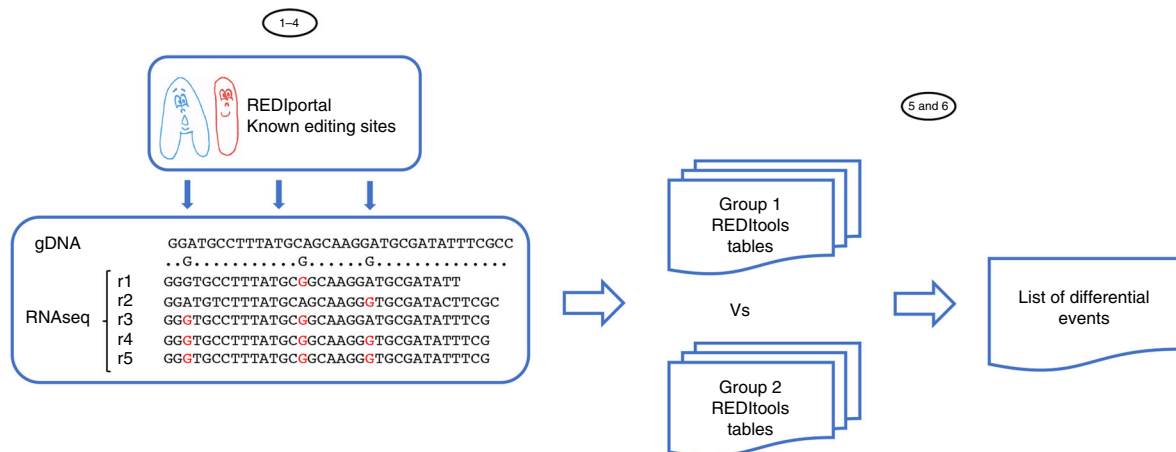 1–4
REDIportal
Known editing sites
5 and 6
gDNA GGATGCCTTTATGCAGCAAGGATGCGATATTTCGCC
..G...........G......G..............
r1 GGGTGCCTTTATGCGGCAAGGATGCGATATT
r2 GGATGTCTTTATGCAGCAAGGGTGCGATACTTCGC
RNAseq r3 GGGTGCCTTTATGCGGCAAGGATGCGATATTTCG
r4 GGGTGCCTTTATGCGGCAAGGGTGCGATATTTCG
r5 GGGTGCCTTTATGCGGCAAGGGTGCGATATTTCG
Group 1
REDItools
tables
Vs
Group 2
REDItools
tables
List of differential
events